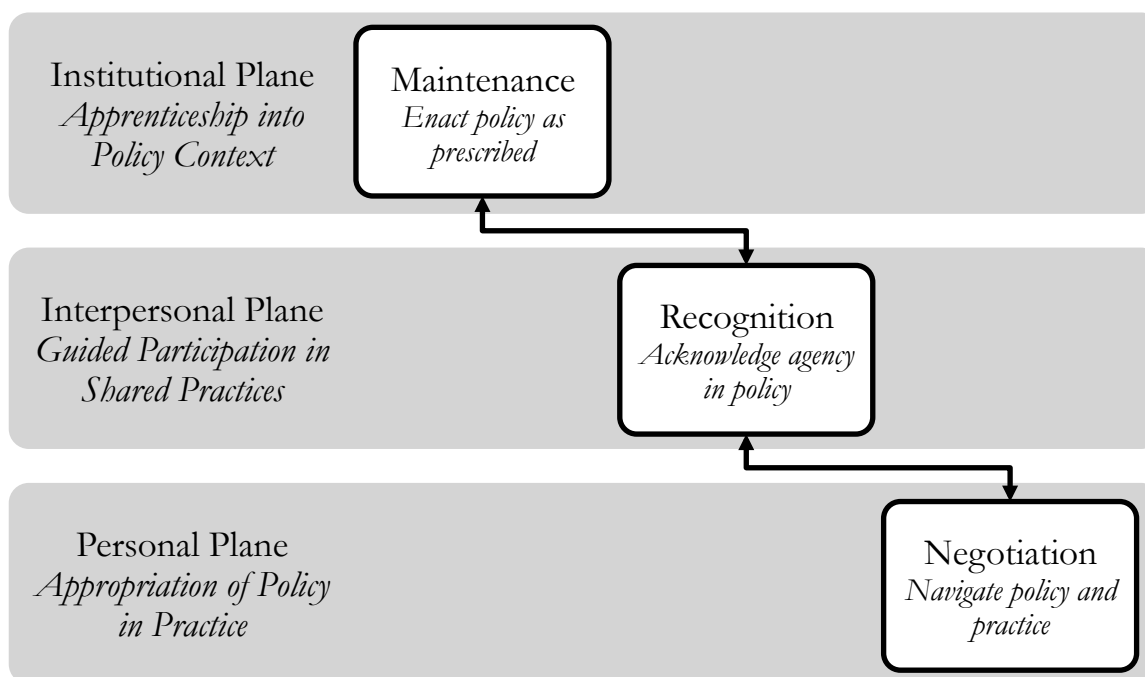 Institutional Plane
Apprenticeship into
Policy Context
Maintenance
Enact policy as
prescribed
Interpersonal Plane
Guided Participation in
Shared Practices
Recognition
Acknowledge agency
in policy
Personal Plane
Appropriation of Policy
in Practice
Negotiation
Navigate policy and
practice